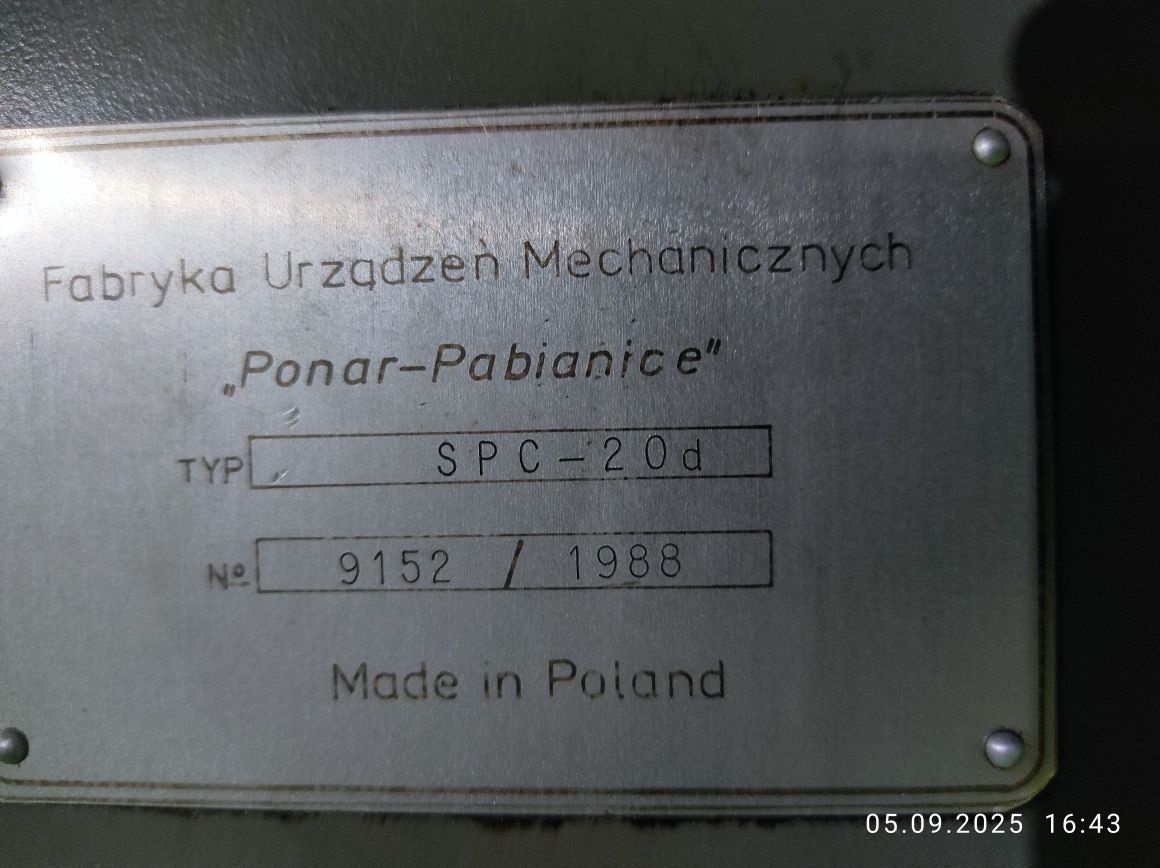 Fabryka Urządzeń Mechanicznych
„Ponar-Pabianice”
TYP SPC-20d
Nº 9152 / 1988
Made in Poland
05.09.2025 16:43